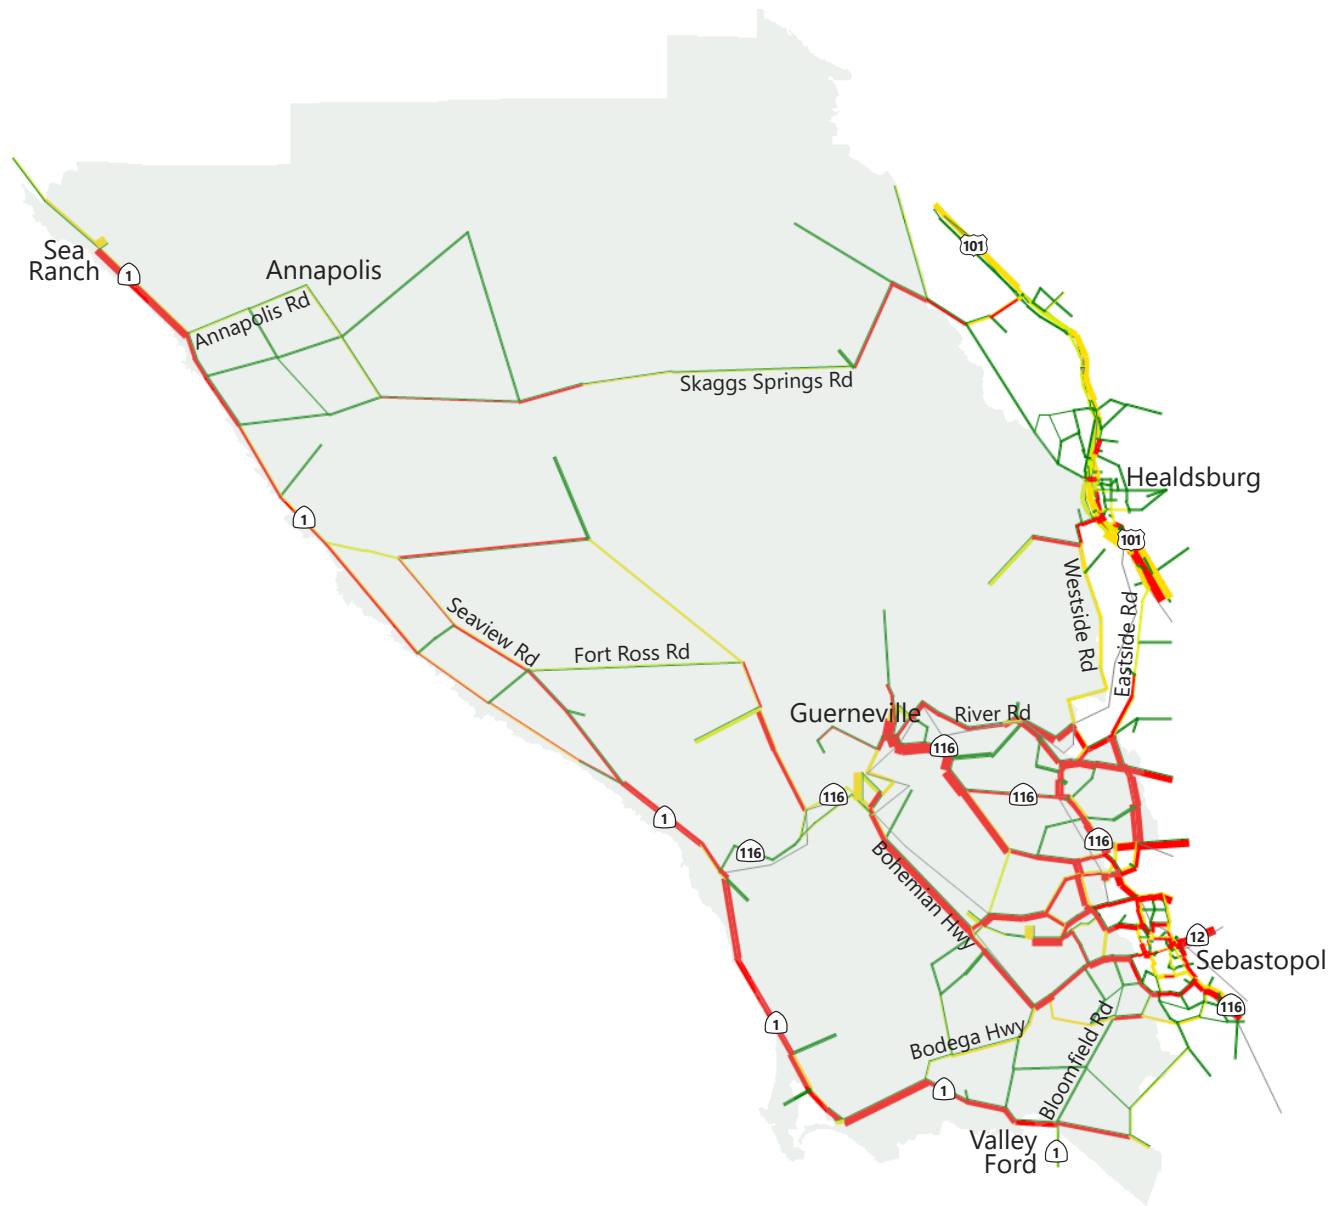 101
Sea
Ranch
1
Annapolis
Annapolis Rd
Skaggs Springs Rd
Healdsburg
1
101
Westside Rd
Eastside Rd
Seaview Rd
Fort Ross Rd
Guerneville
River Rd
116
116
116
1
116
116
Bohemian Hwy
12
Sebastopol
116
1
Bodega Hwy
Bloomfield Rd
1
Valley
Ford
1